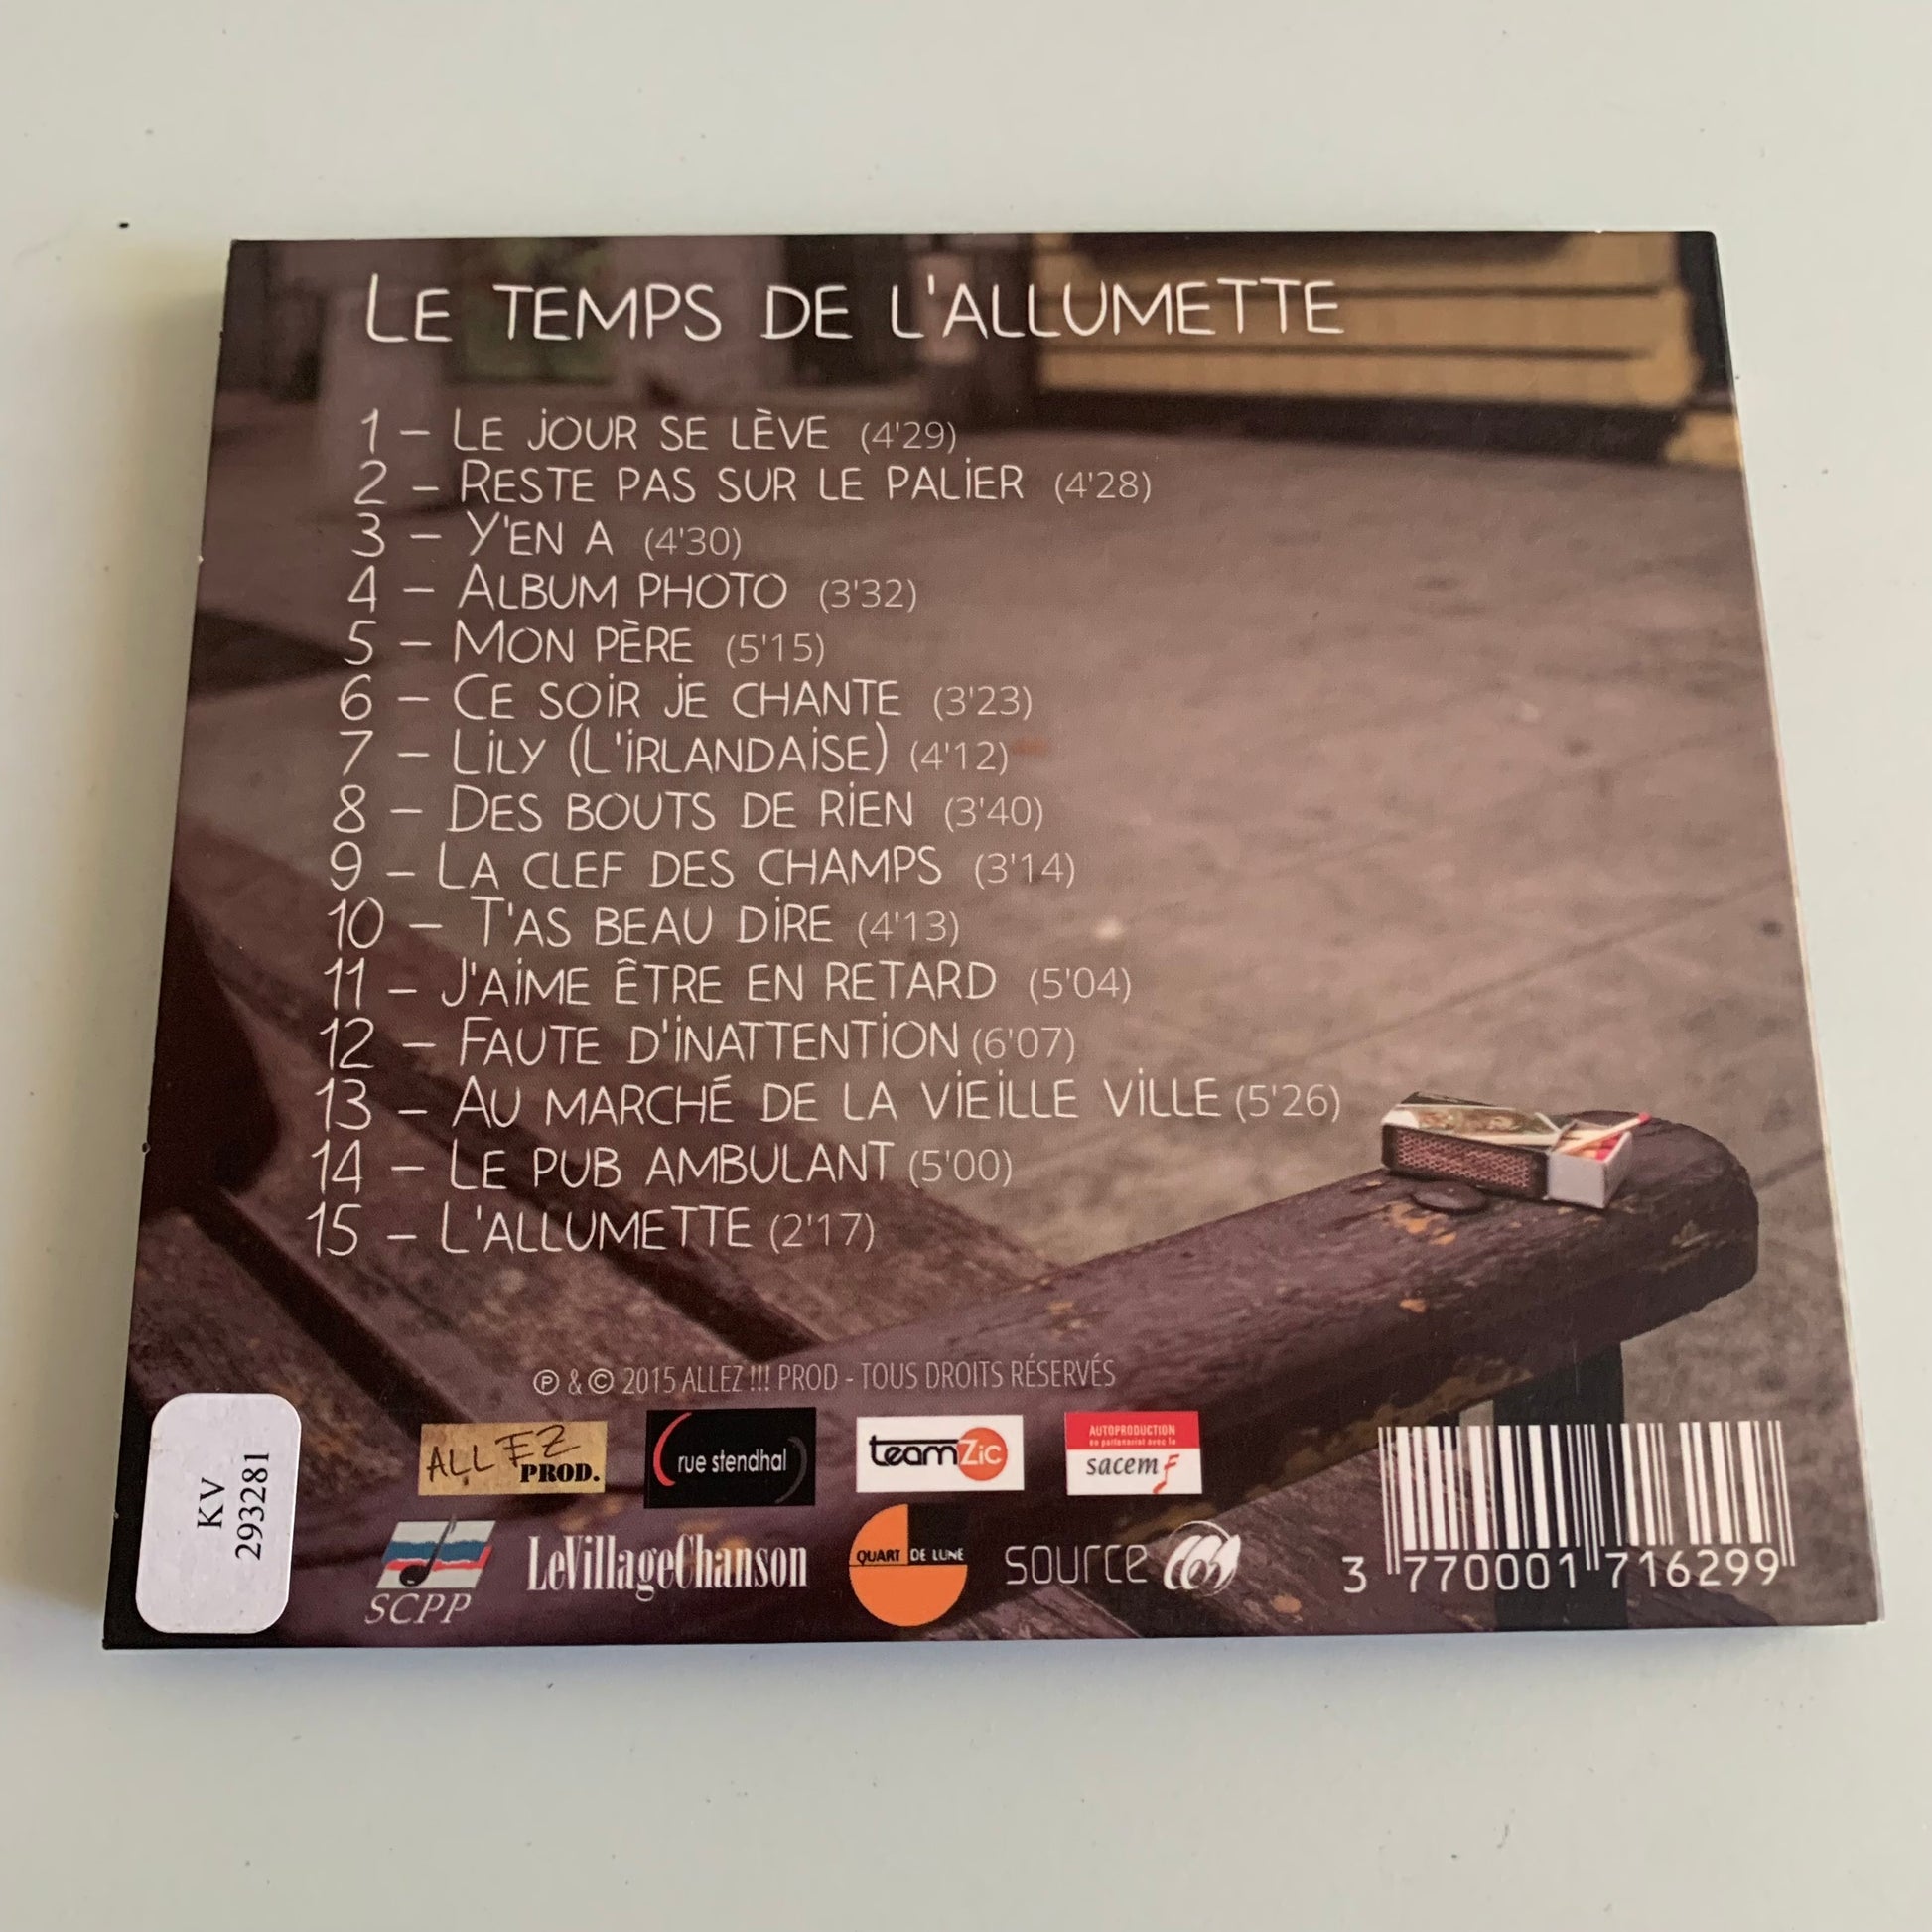 LE TEMPS DE L'ALLUMETTE
1 – LE JOUR SE LÈVE (4'29)
2 – RESTE PAS SUR LE PALIER (4'28)
3 – Y'EN A (4'30)
4 – ALBUM PHOTO (3'32)
5 – MON PÈRE (5'15)
6 – CE SOIR JE CHANTE (3'23)
7 – LILY (L'IRLANDAISE) (4'12)
8 – DES BOUTS DE RIEN (3'40)
9 – LA CLEF DES CHAMPS (3'14)
10 – T'AS BEAU DIRE (4'13)
11 – J'AIME ÊTRE EN RETARD (5'04)
12 – FAUTE D'INATTENTION (6'07)
13 – AU MARCHÉ DE LA VIEILLE VILLE (5'26)
14 – LE PUB AMBULANT (5'00)
15 – L'ALLUMETTE (2'17)
℗ & © 2015 ALLEZ !!! PROD - TOUS DROITS RÉSERVÉS
KV
293281
ALLEZ
PROD.
rue stendhal
teamZic
AUTOPRODUCTION
en partenariat avec la
sacem
SCPP
LeVillageChanson
QUART DE LUNE
source
3 770001 716299